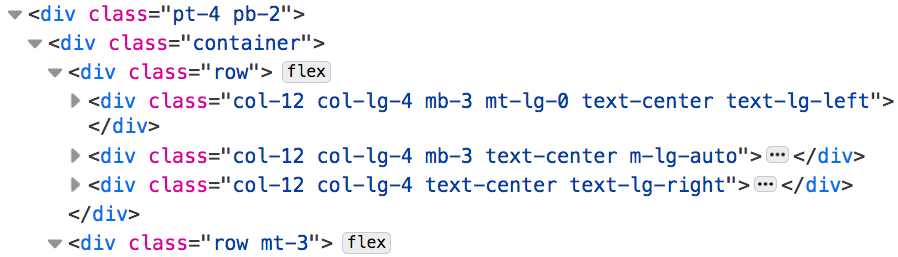 <div class="pt-4 pb-2">
<div class="container">
<div class="row"> flex
<div class="col-12 col-lg-4 mb-3 mt-lg-0 text-center text-lg-left">
</div>
<div class="col-12 col-lg-4 mb-3 text-center m-lg-auto"> ••• </div>
<div class="col-12 col-lg-4 text-center text-lg-right"> ••• </div>
</div>
<div class="row mt-3"> flex